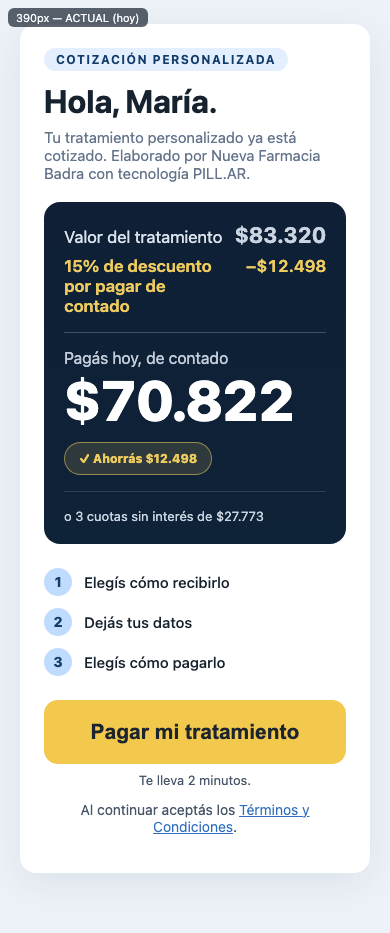 390px — ACTUAL (hoy)
COTIZACIÓN PERSONALIZADA
Hola, María.
Tu tratamiento personalizado ya está
cotizado. Elaborado por Nueva Farmacia
Badra con tecnología PILL.AR.
Valor del tratamiento $83.320
15% de descuento −$12.498
por pagar de
contado
Pagás hoy, de contado
$70.822
✓ Ahorrás $12.498
o 3 cuotas sin interés de $27.773
1 Elegís cómo recibirlo
2 Dejás tus datos
3 Elegís cómo pagarlo
Pagar mi tratamiento
Te lleva 2 minutos.
Al continuar aceptás los Términos y
Condiciones.